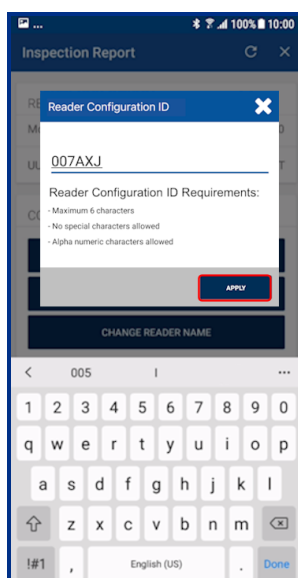 ... 100% 10:00
Inspection Report
Reader Configuration ID
007AXJ
Reader Configuration ID Requirements:
- Maximum 6 characters
- No special characters allowed
- Alpha numeric characters allowed
APPLY
CHANGE READER NAME
< 005 I ...
1 2 3 4 5 6 7 8 9 0
q w e r t y u i o p
a s d f g h j k l
z x c v b n m
!#1 , English (US) . Done